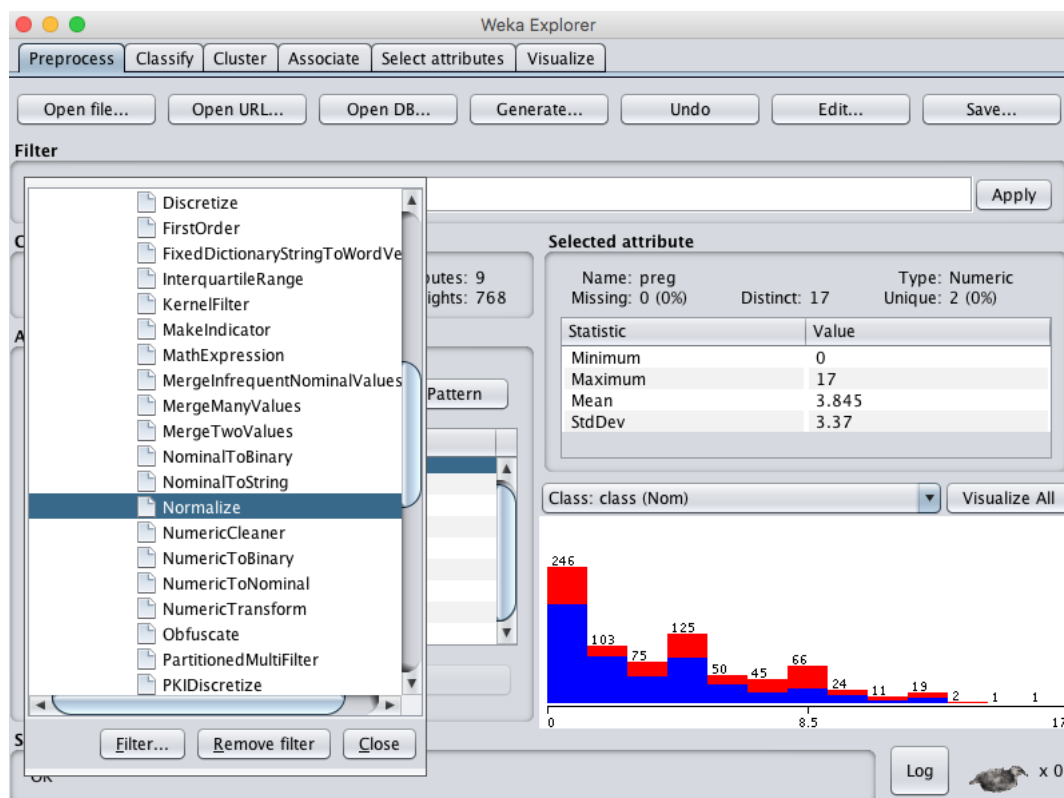 Weka Explorer
Preprocess Classify Cluster Associate Select attributes Visualize
Open file... Open URL... Open DB... Generate... Undo Edit... Save...
Filter
Apply
Discretize
FirstOrder
FixedDictionaryStringToWordVe
InterquartileRange
KernelFilter
MakeIndicator
MathExpression
MergeInfrequentNominalValues
MergeManyValues
MergeTwoValues
NominalToBinary
NominalToString
Normalize
NumericCleaner
NumericToBinary
NumericToNominal
NumericTransform
Obfuscate
PartitionedMultiFilter
PKIDiscretize
Filter... Remove filter Close
butes: 9
ights: 768
Pattern
Selected attribute
Name: preg Type: Numeric
Missing: 0 (0%) Distinct: 17 Unique: 2 (0%)
Statistic Value
Minimum 0
Maximum 17
Mean 3.845
StdDev 3.37
Class: class (Nom) Visualize All
246
103
75
125
50
45
66
24
11
19
2
1
1
0 8.5 17
OK
Log x 0